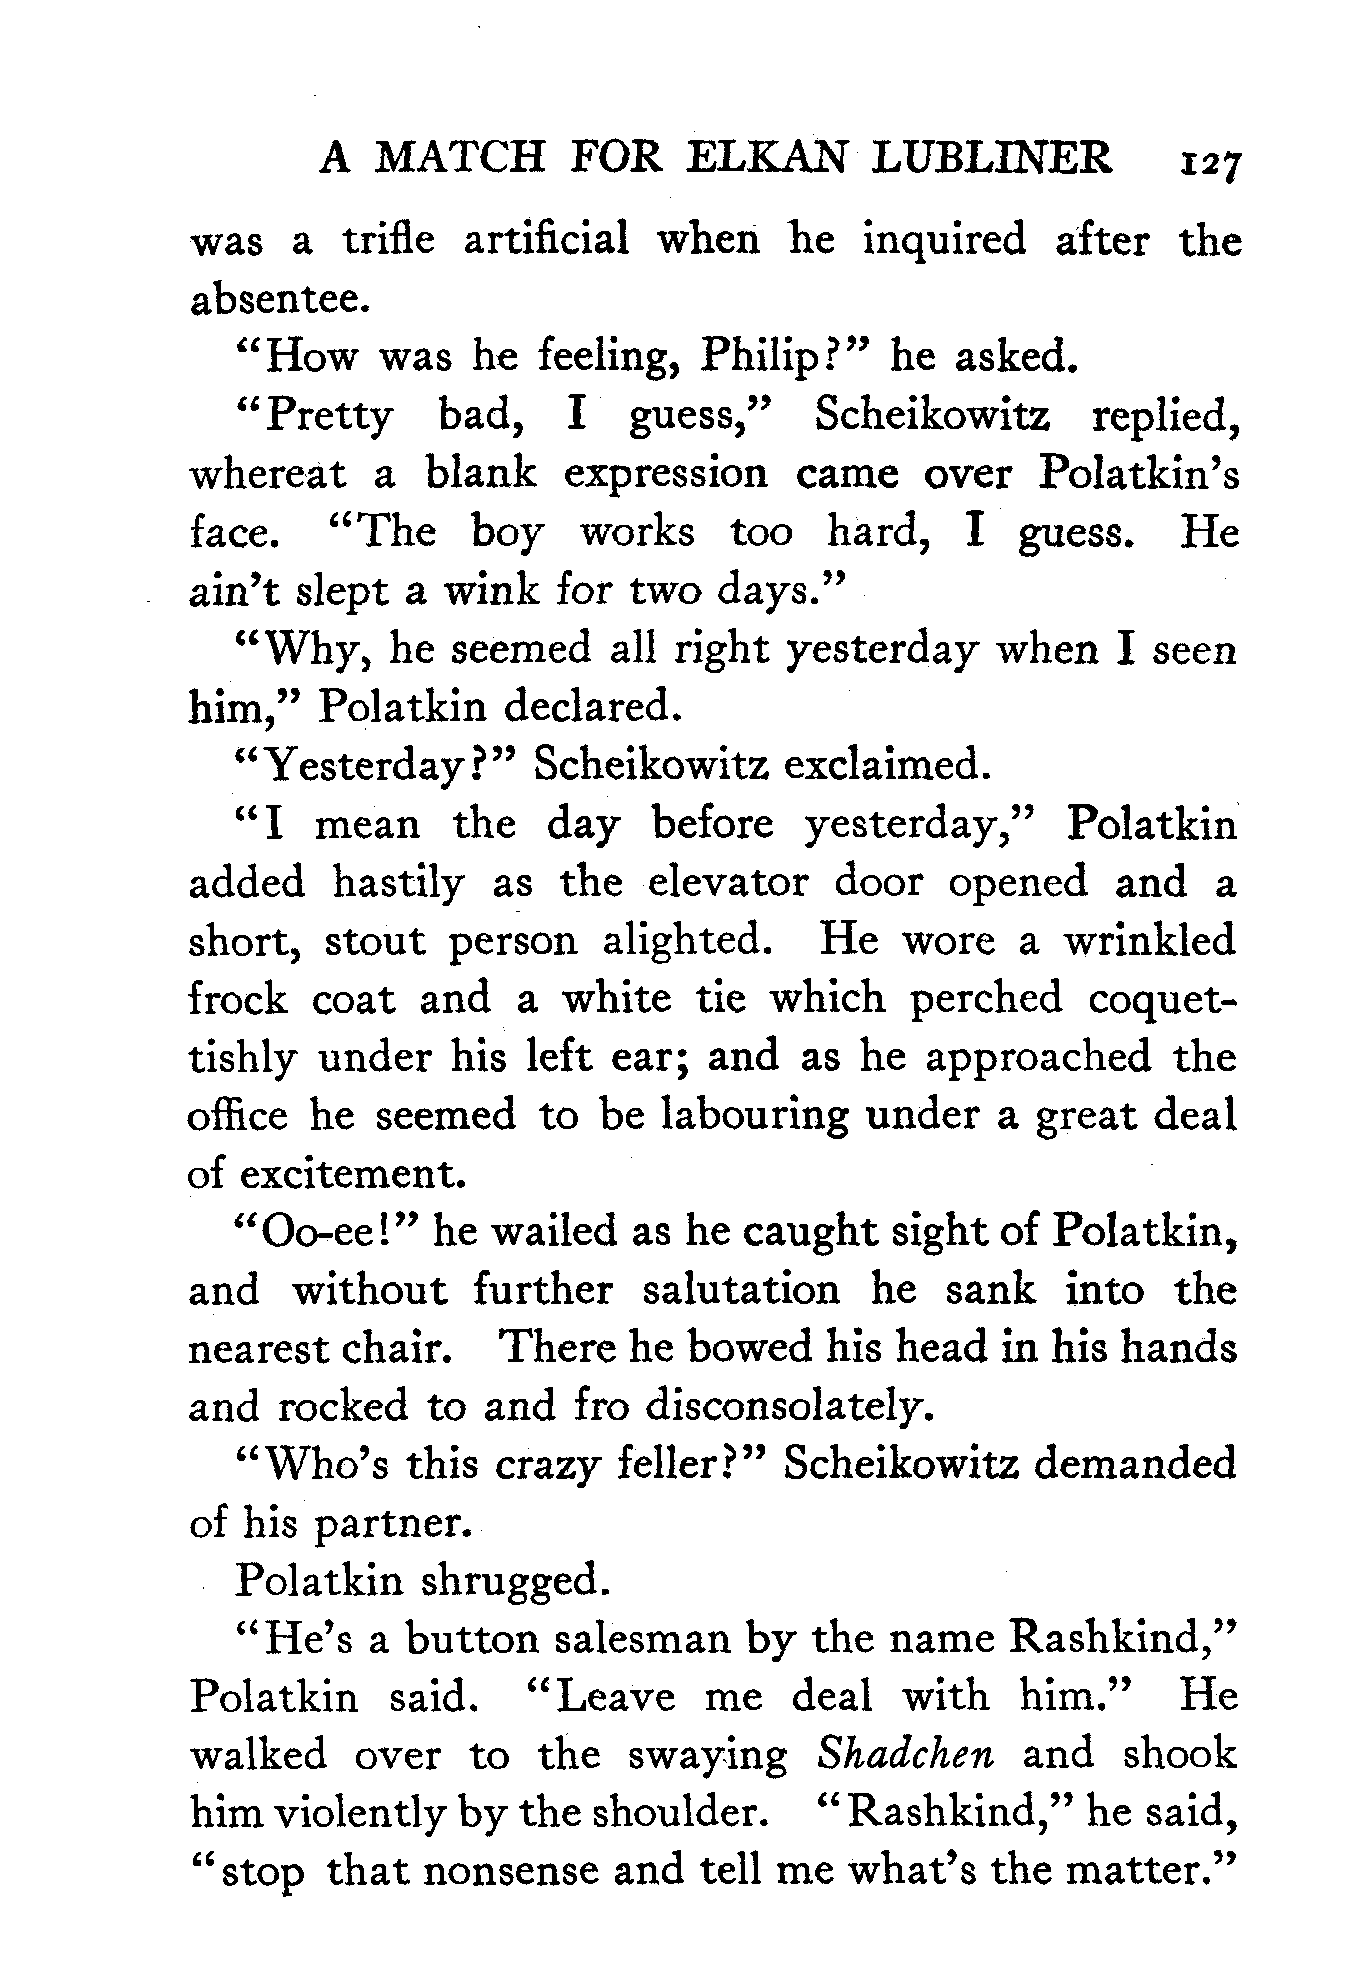 A MATCH FOR ELKAN LUBLINER 127
was a trifle artificial when he inquired after the
absentee.
“How was he feeling, Philip?” he asked.
“Pretty bad, I guess,” Scheikowitz replied,
whereat a blank expression came over Polatkin’s
face. “The boy works too hard, I guess. He
ain’t slept a wink for two days.”
“Why, he seemed all right yesterday when I seen
him,” Polatkin declared.
“Yesterday?” Scheikowitz exclaimed.
“I mean the day before yesterday,” Polatkin
added hastily as the elevator door opened and a
short, stout person alighted. He wore a wrinkled
frock coat and a white tie which perched coquet-
tishly under his left ear; and as he approached the
office he seemed to be labouring under a great deal
of excitement.
“Oo-ee!” he wailed as he caught sight of Polatkin,
and without further salutation he sank into the
nearest chair. There he bowed his head in his hands
and rocked to and fro disconsolately.
“Who’s this crazy feller?” Scheikowitz demanded
of his partner.
Polatkin shrugged.
“He’s a button salesman by the name Rashkind,”
Polatkin said. “Leave me deal with him.” He
walked over to the swaying Shadchen and shook
him violently by the shoulder. “Rashkind,” he said,
“stop that nonsense and tell me what’s the matter.”